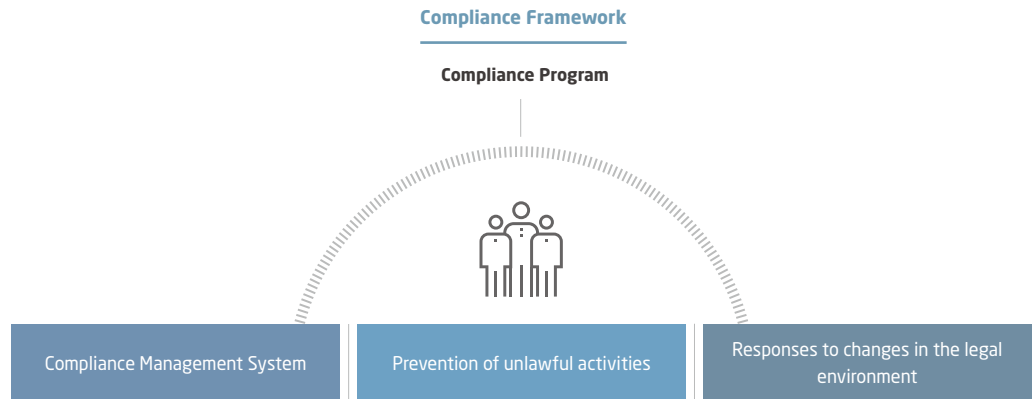 Compliance Framework
Compliance Program
Compliance Management System
Prevention of unlawful activities
Responses to changes in the legal
environment